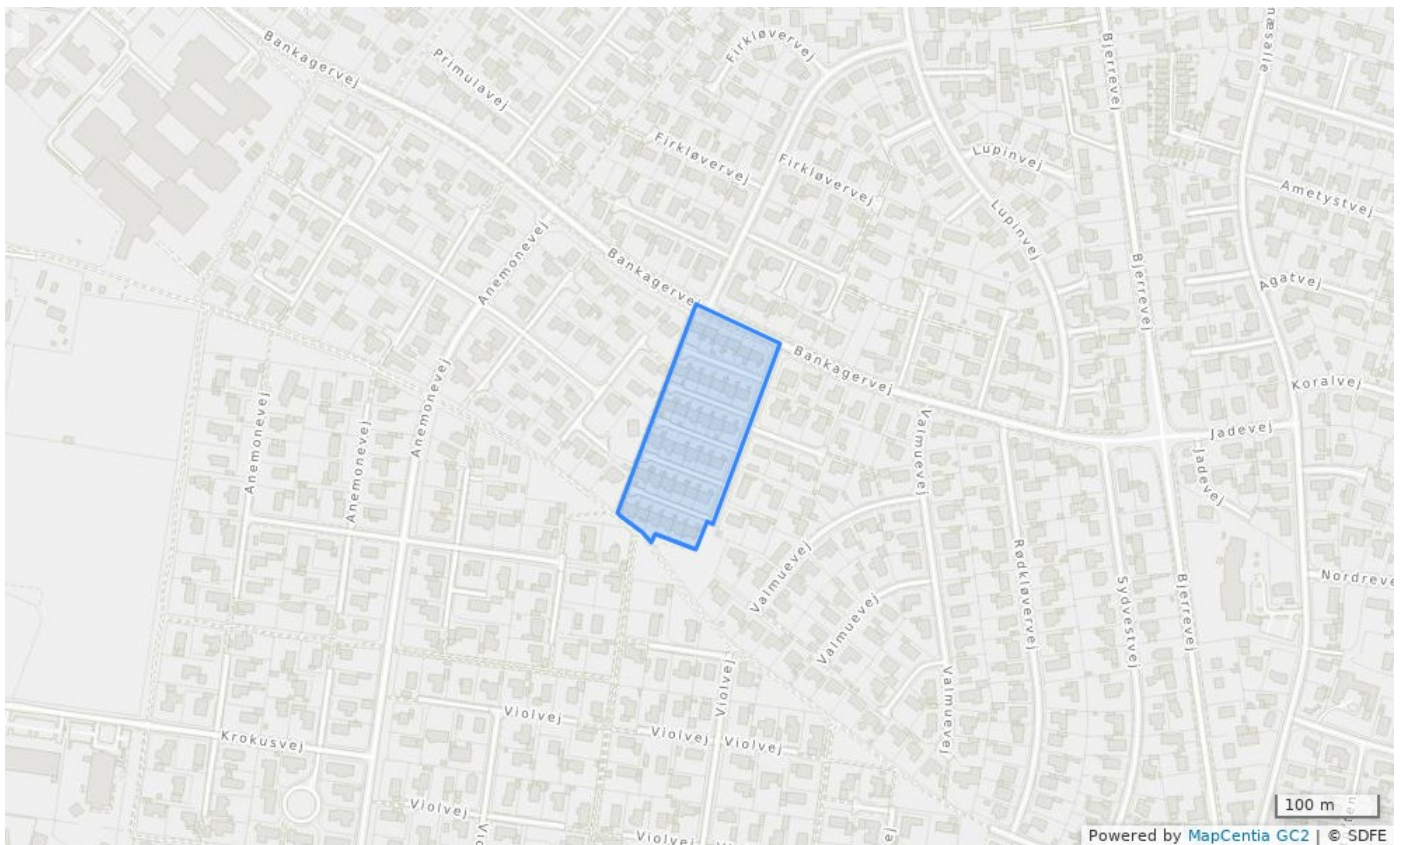 Bankagervej
Primulavej
Firkløvervej
Bjerrevej
Firkløvervej
Firkløvervej
Lupinvej
Ametystvej
Lupinvej
Anemonevej
Bankagervej
Bjerrevej
Agatvej
Bankagervej
Koralvej
Anemonevej
Anemonevej
Anemonevej
Valmuevej
Jadevej
Jadevej
Valmuevej
Rødkløvervej
Sydvestvej
Bjerrevej
Valmuevej
Violvej
Valmuevej
Violvej
Violvej
Violvej
Krokusvej
Violvej
Violvej
100 m
Powered by MapCentia GC2 | © SDFE